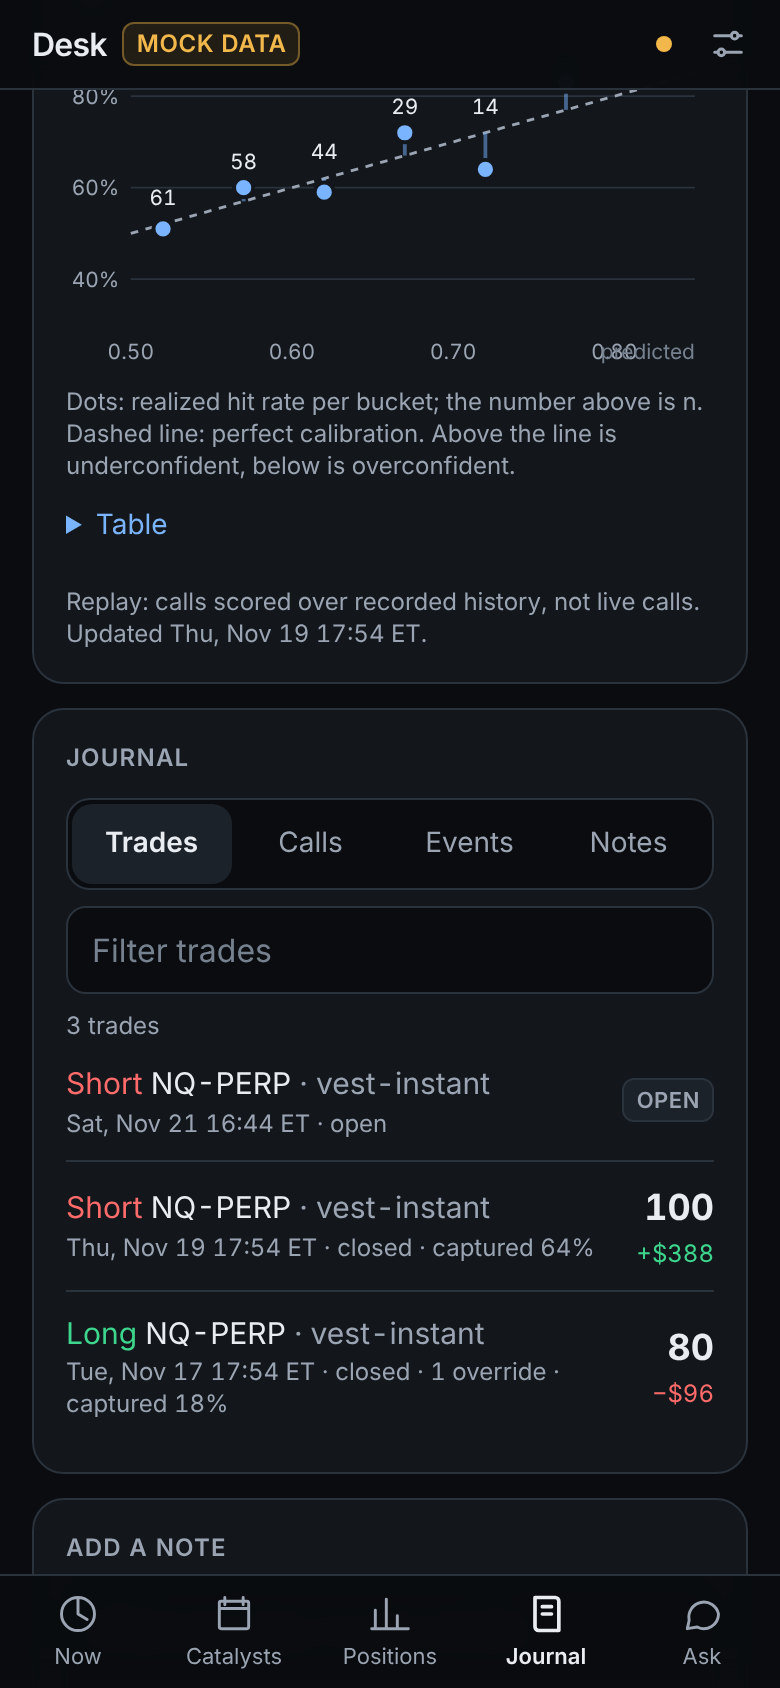 Desk MOCK DATA
80%
29
14
58
44
61
60%
40%
0.50
0.60
0.70
0.80
predicted
Dots: realized hit rate per bucket; the number above is n.
Dashed line: perfect calibration. Above the line is
underconfident, below is overconfident.
Table
Replay: calls scored over recorded history, not live calls.
Updated Thu, Nov 19 17:54 ET.
JOURNAL
Trades
Calls
Events
Notes
Filter trades
3 trades
Short NQ-PERP · vest-instant
Sat, Nov 21 16:44 ET · open
OPEN
Short NQ-PERP · vest-instant
Thu, Nov 19 17:54 ET · closed · captured 64%
100
+$388
Long NQ-PERP · vest-instant
Tue, Nov 17 17:54 ET · closed · 1 override ·
captured 18%
80
−$96
ADD A NOTE
Now
Catalysts
Positions
Journal
Ask